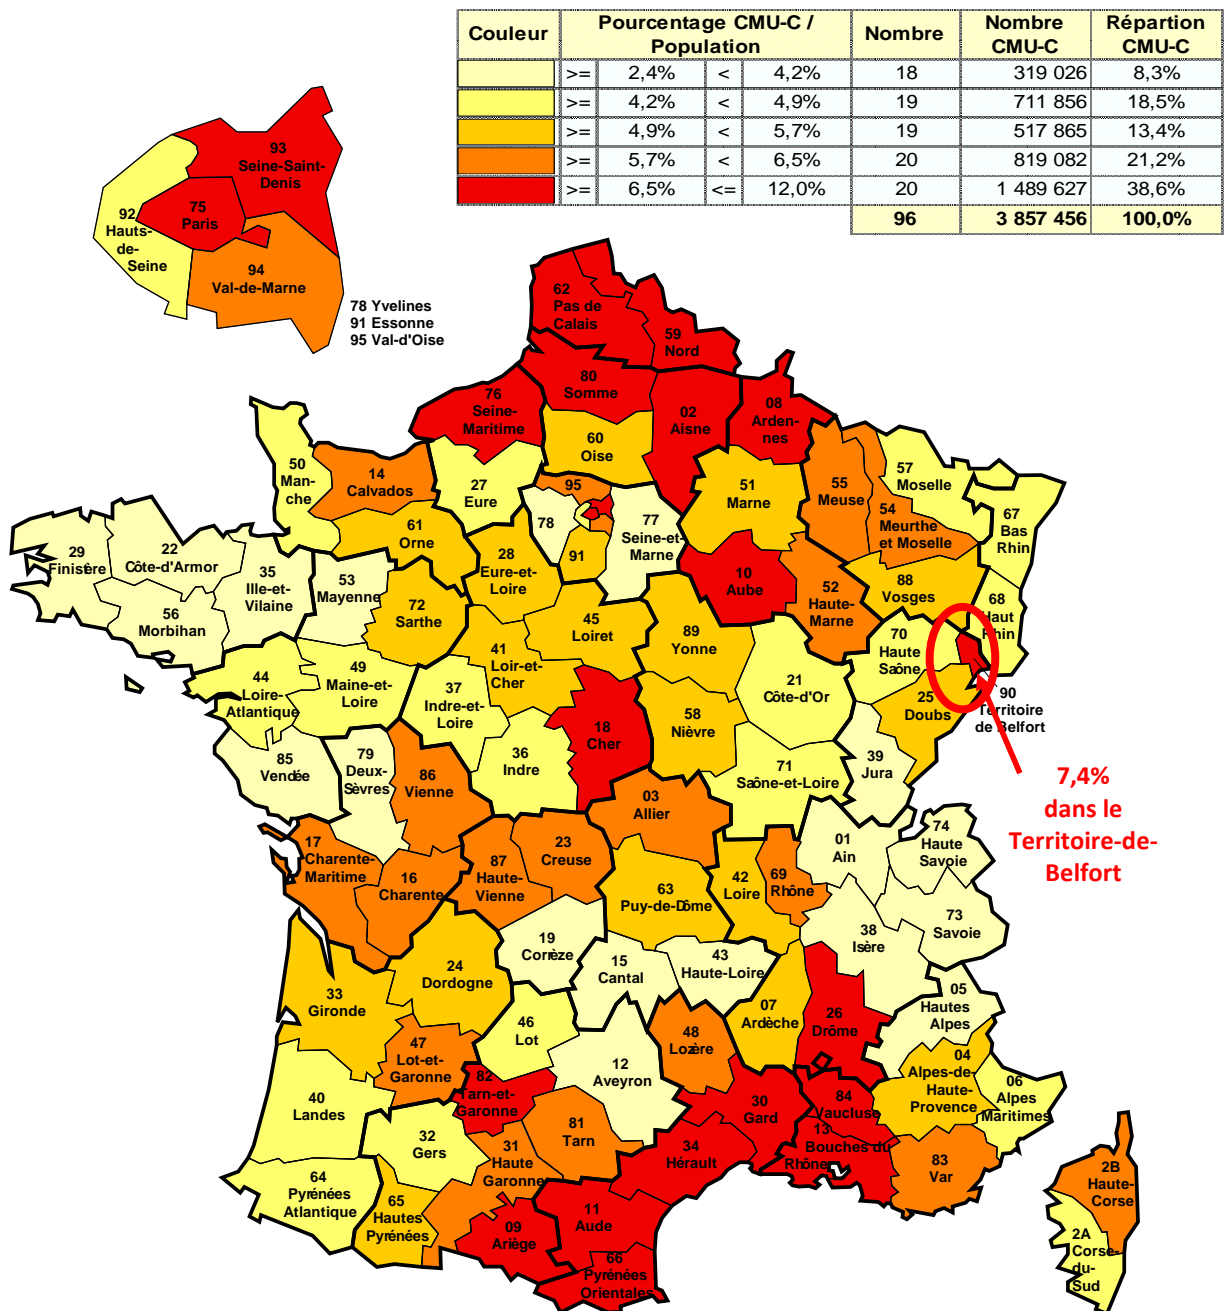 Couleur Pourcentage CMU-C / Population Nombre Nombre CMU-C Répartion CMU-C
>= 2,4% < 4,2% 18 319 026 8,3%
>= 4,2% < 4,9% 19 711 856 18,5%
>= 4,9% < 5,7% 19 517 865 13,4%
>= 5,7% < 6,5% 20 819 082 21,2%
>= 6,5% <= 12,0% 20 1 489 627 38,6%
96 3 857 456 100,0%
93
Seine-Saint-
Denis
75
Paris
92
Hauts-
de-
Seine
94
Val-de-Marne
78 Yvelines
91 Essonne
95 Val-d'Oise
62
Pas de
Calais
59
Nord
80
Somme
76
Seine-
Maritime
02
Aisne
08
Arden-
nes
60
Oise
50
Man-
che
14
Calvados
27
Eure
95
78
91
77
Seine-et-
Marne
51
Marne
55
Meuse
57
Moselle
54
Meurthe
et Moselle
67
Bas
Rhin
61
Orne
28
Eure-et-
Loire
10
Aube
52
Haute-
Marne
88
Vosges
68
Haut
Rhin
29
Finistère
22
Côte-d'Armor
35
Ille-et-
Vilaine
56
Morbihan
53
Mayenne
72
Sarthe
45
Loiret
41
Loir-et-
Cher
89
Yonne
70
Haute
Saône
90
Territoire
de Belfort
25
Doubs
44
Loire-
Atlantique
49
Maine-et-
Loire
37
Indre-et-
Loire
18
Cher
58
Nièvre
21
Côte-d'Or
39
Jura
85
Vendée
79
Deux-
Sèvres
86
Vienne
36
Indre
71
Saône-et-Loire
7,4%
dans le
Territoire-de-
Belfort
03
Allier
01
Ain
74
Haute
Savoie
17
Charente-
Maritime
16
Charente
87
Haute-
Vienne
23
Creuse
63
Puy-de-Dôme
42
Loire
69
Rhône
73
Savoie
38
Isère
19
Corrèze
15
Cantal
43
Haute-Loire
24
Dordogne
33
Gironde
07
Ardèche
26
Drôme
05
Hautes
Alpes
46
Lot
48
Lozère
47
Lot-et-
Garonne
12
Aveyron
04
Alpes-de-
Haute-
Provence
06
Alpes
Maritimes
40
Landes
82
Tarn-et-
Garonne
32
Gers
81
Tarn
31
Haute
Garonne
30
Gard
84
Vaucluse
34
Hérault
13
Bouches du
Rhône
83
Var
64
Pyrénées
Atlantique
65
Hautes
Pyrénées
09
Ariège
11
Aude
66
Pyrénées
Orientales
2B
Haute-
Corse
2A
Corse-
du-
Sud